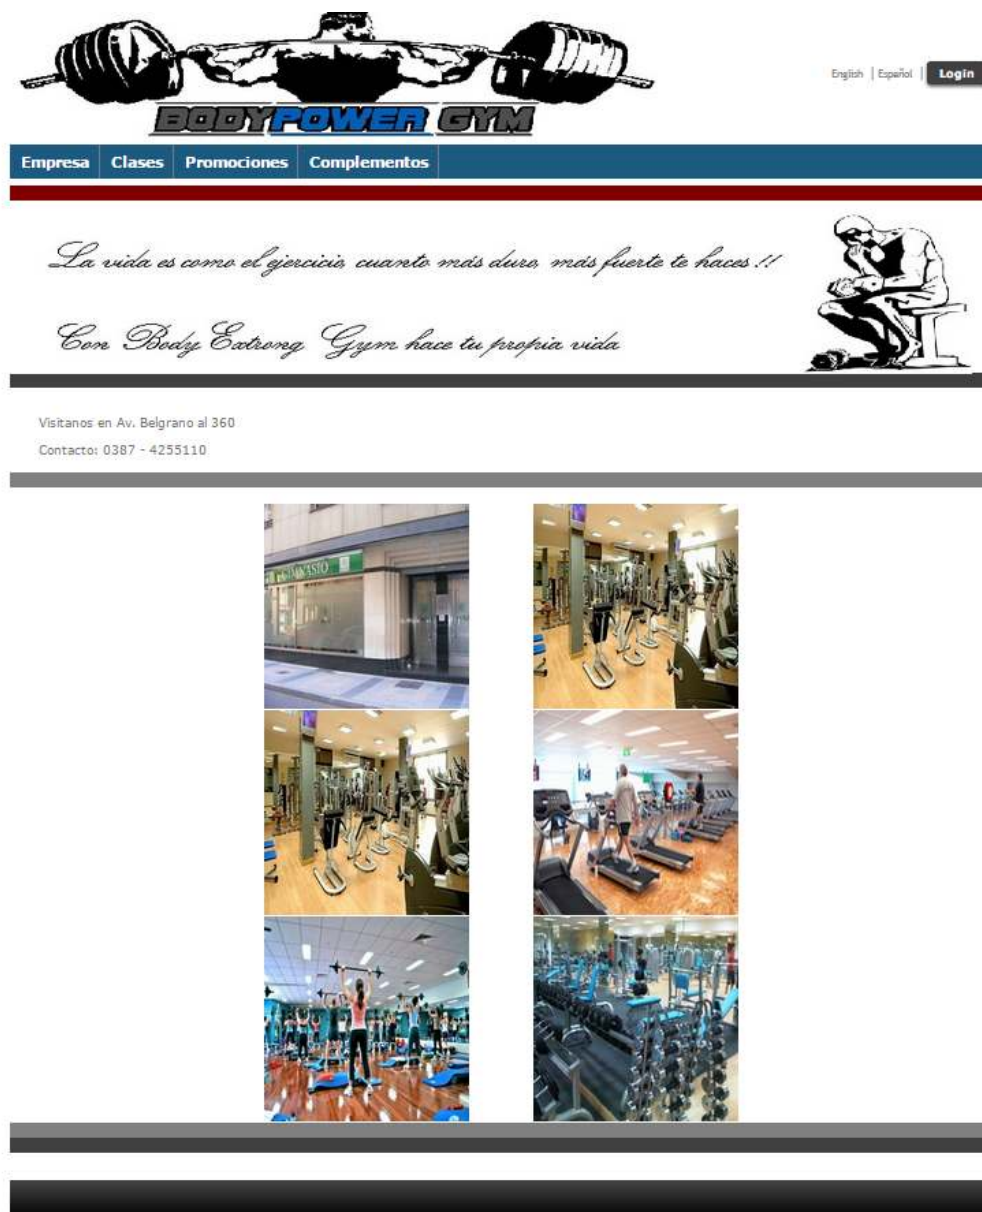 BODYPOWER GYM
English | Español | Login
Empresa Clases Promociones Complementos
La vida es como el ejercicio, cuanto más duro, más fuerte te haces !!
Con Body Extrong Gym hace tu propia vida
Visitanos en Av. Belgrano al 360
Contacto: 0387 - 4255110
GIMNASIO